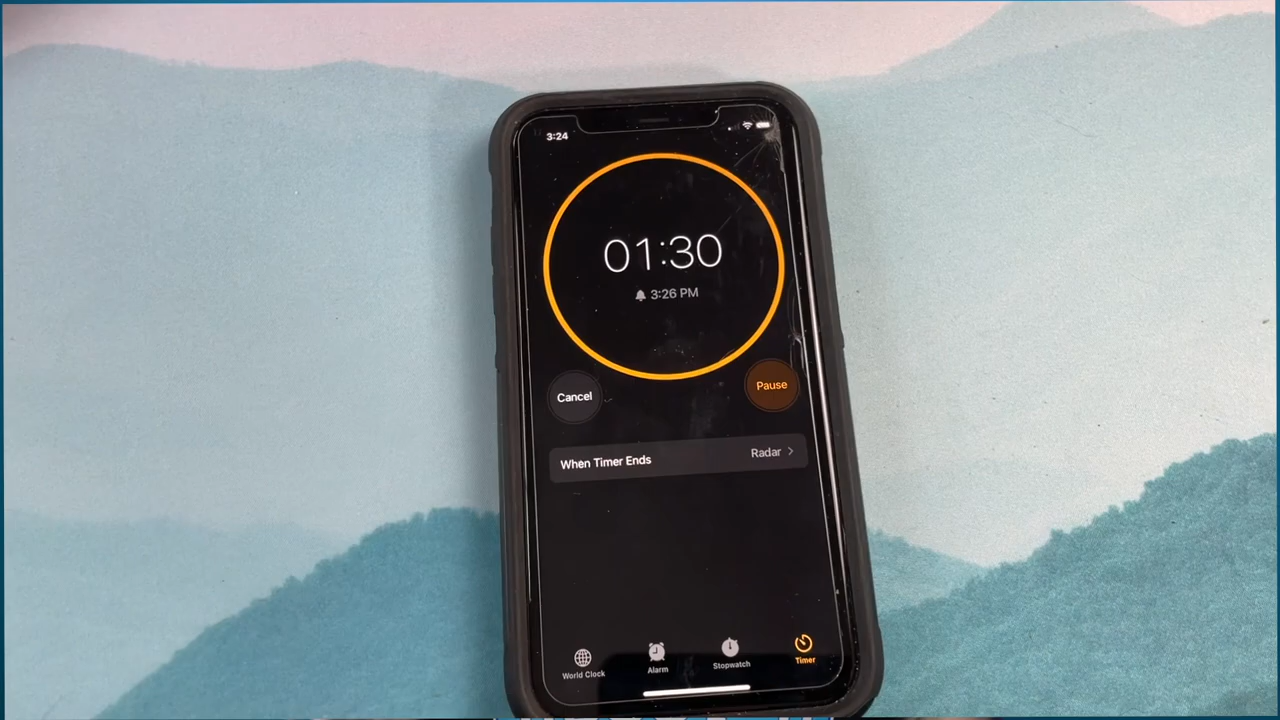 3:24
01:30
3:26 PM
Cancel
Pause
When Timer Ends
Radar
World Clock
Alarm
Stopwatch
Timer